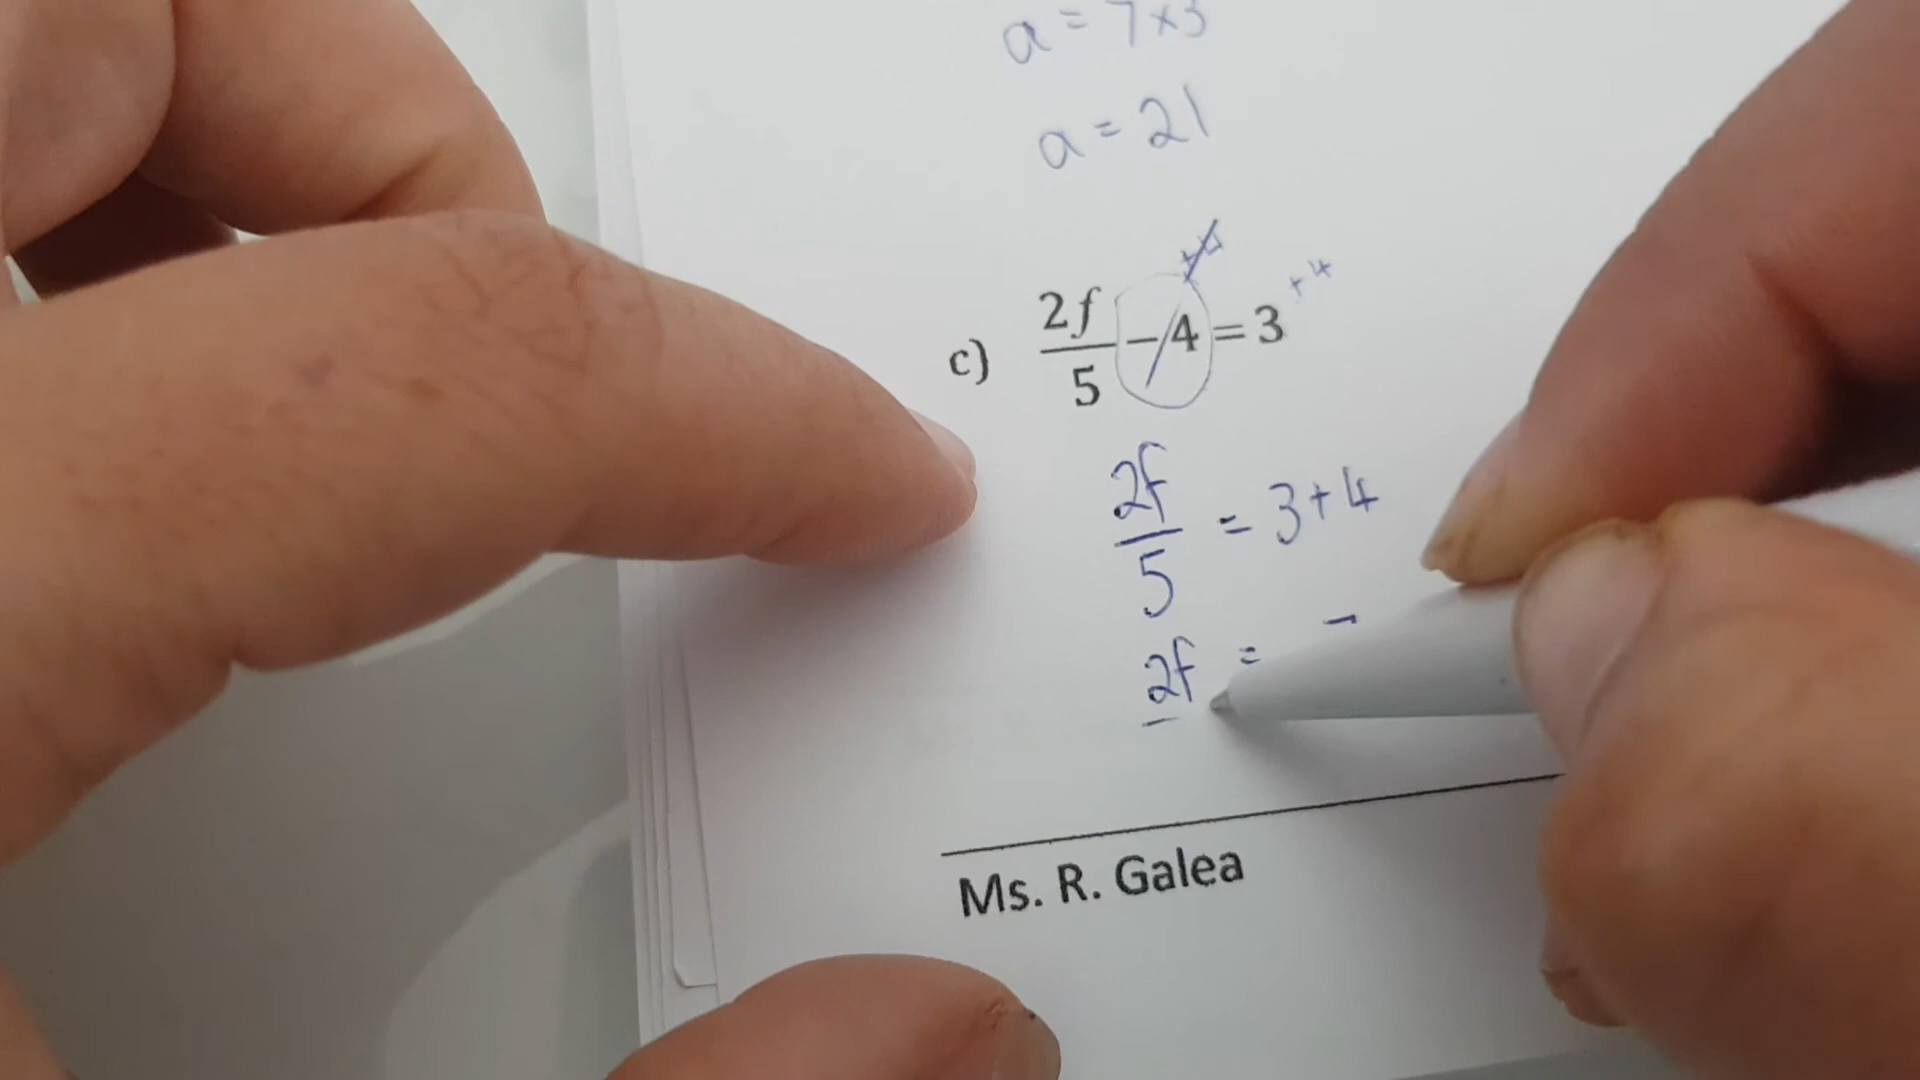 a = 7 × 3
a = 21
+4 +4
c) 2f/5 - 4 = 3
2f/5 = 3 + 4
2f =
Ms. R. Galea